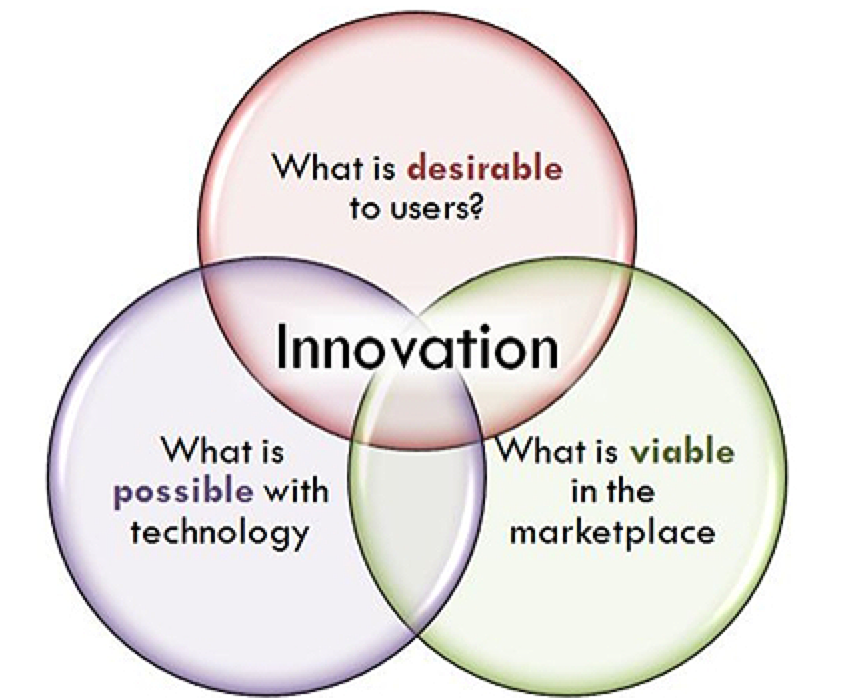 What is desirable
to users?
Innovation
What is
possible with
technology
What is viable
in the
marketplace